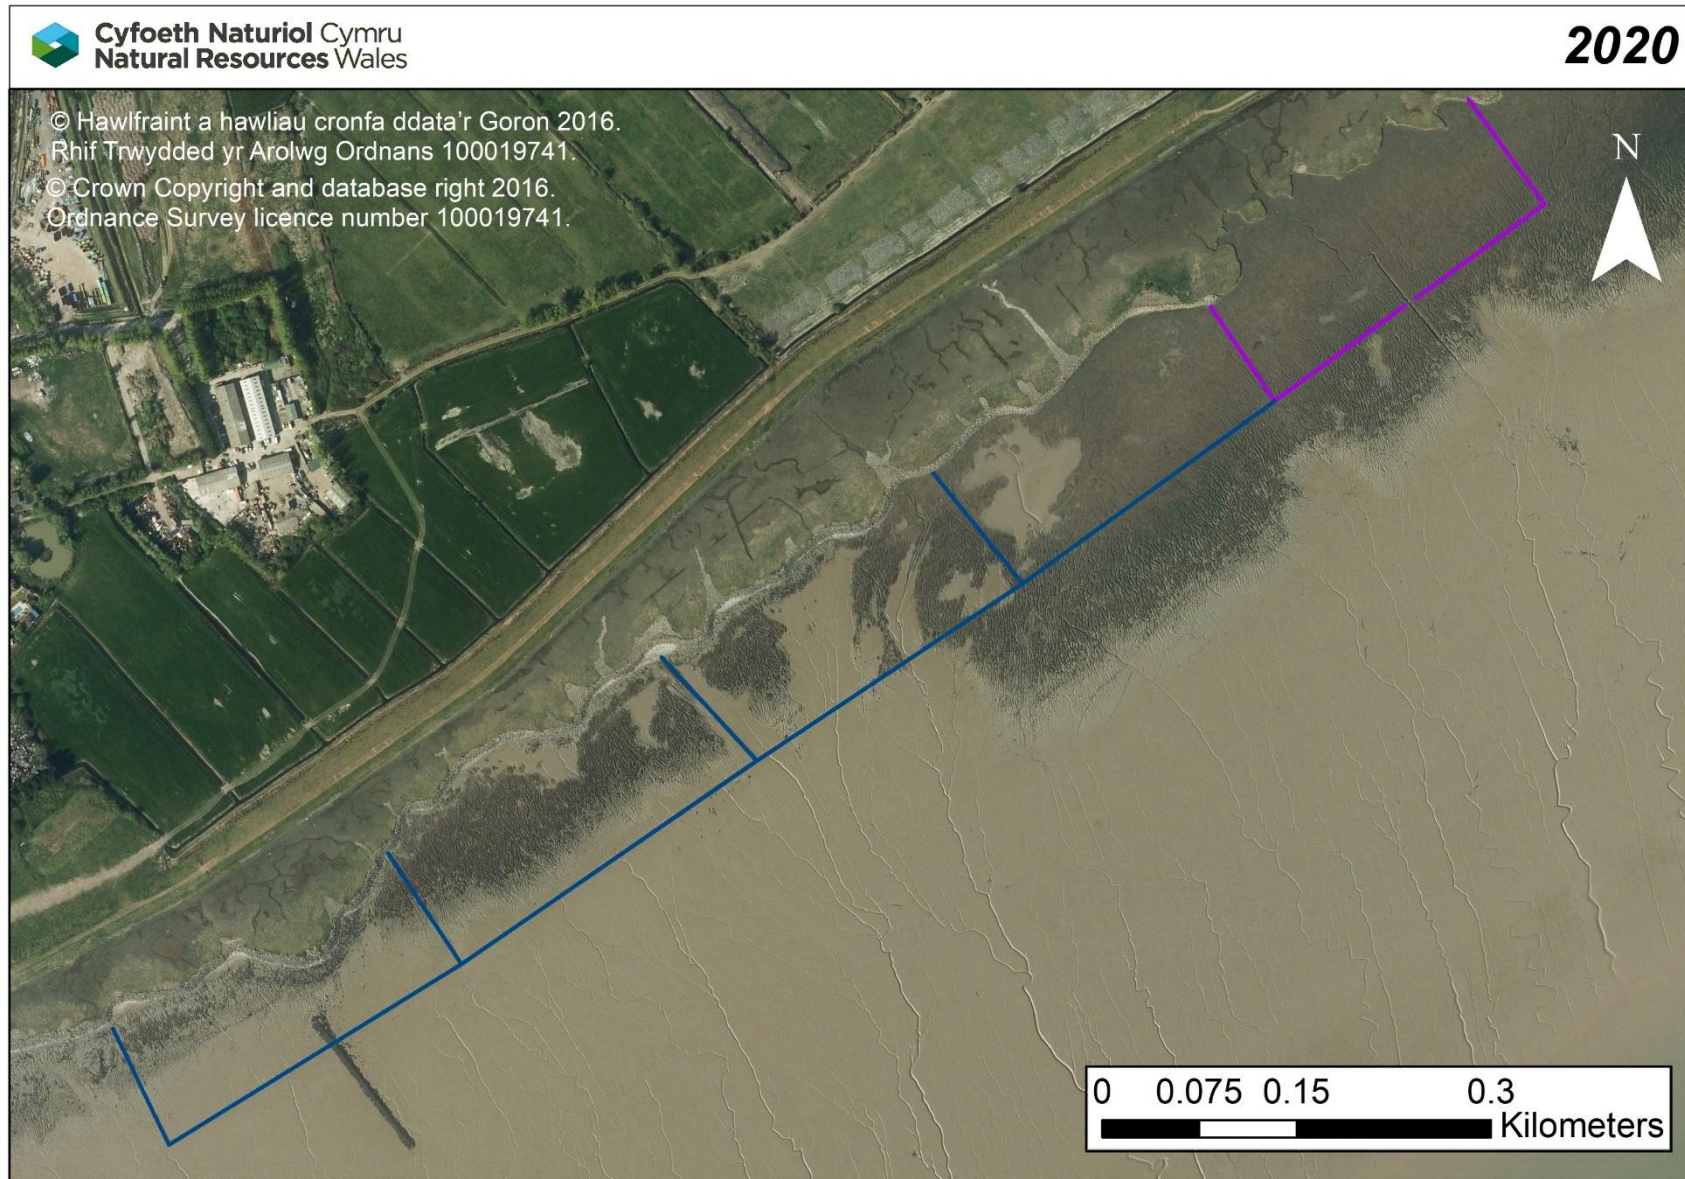 Cyfoeth Naturiol Cymru
Natural Resources Wales
2020
© Hawlfraint a hawliau cronfa ddata'r Goron 2016.
Rhif Trwydded yr Arolwg Ordnans 100019741.
© Crown Copyright and database right 2016.
Ordnance Survey licence number 100019741.
N
0 0.075 0.15 0.3
Kilometers